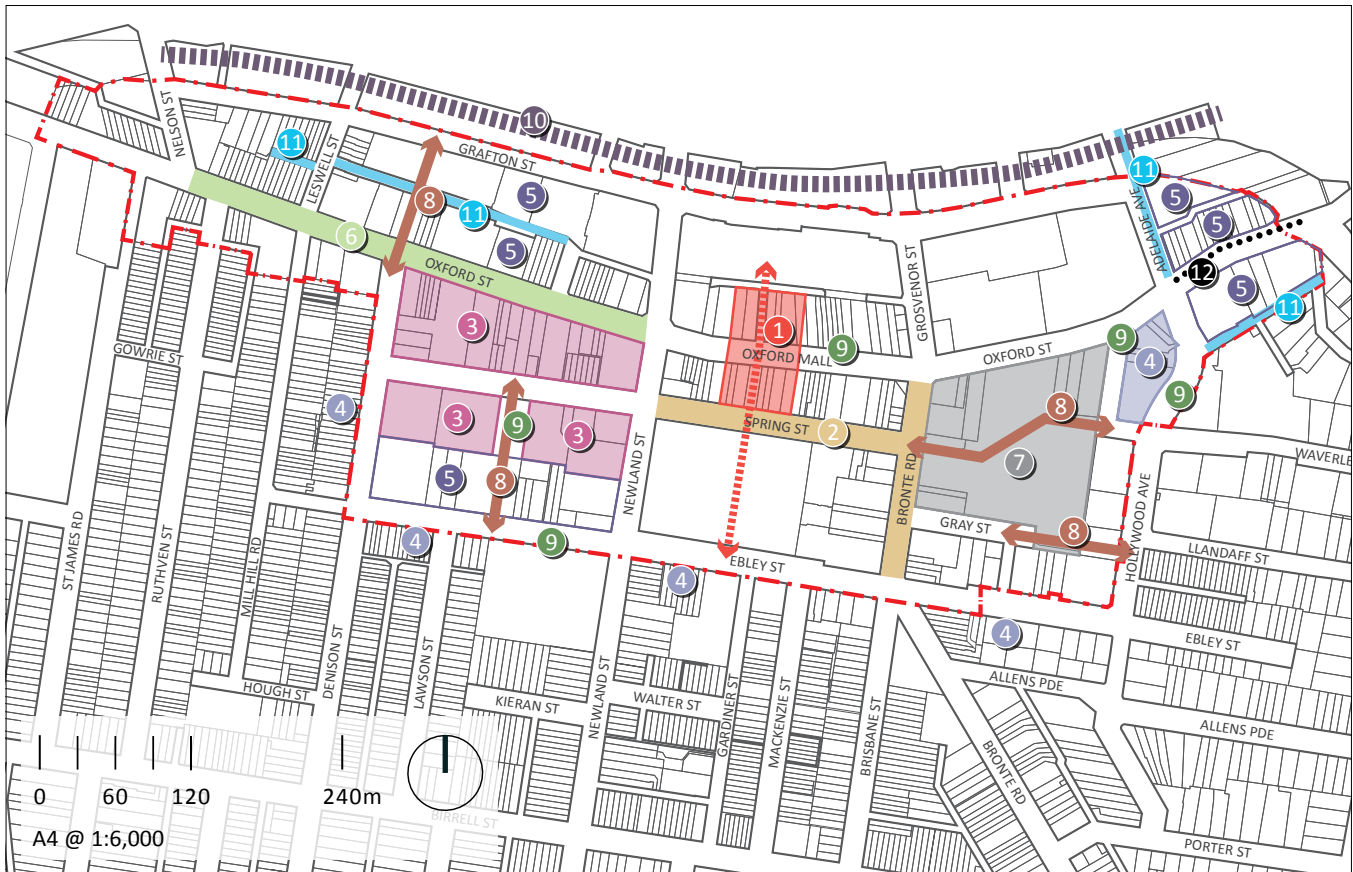 10
NELSON ST
11
LESWELL ST
GRAFTON ST
8
11
5
5
6
OXFORD ST
11
5
5
ADELAIDE AVE
12
5
11
GROSVENOR ST
3
1
OXFORD MALL
9
OXFORD ST
9
4
9
GOWRIE ST
4
3
9
3
SPRING ST
2
8
7
BRONTE RD
WAVERLE
5
8
NEWLAND ST
GRAY ST
8
HOLLYWOOD AVE
LLANDAFF ST
ST JAMES RD
RUTHVEN ST
MILL HILL RD
4
9
EBLEY ST
4
4
EBLEY ST
DENISON ST
LAWSON ST
HOUGH ST
KIERAN ST
NEWLAND ST
WALTER ST
GARDINER ST
MACKENZIE ST
BRISBANE ST
ALLENS PDE
BRONTE RD
ALLENS PDE
PORTER ST
BIRRELL ST
0 60 120 240m
A4 @ 1:6,000